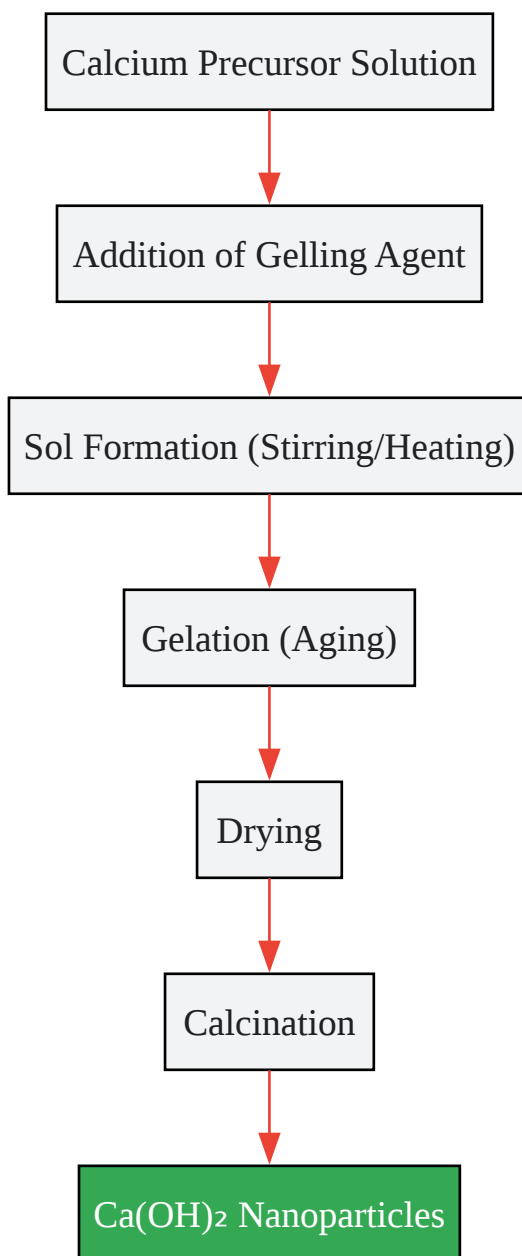 Calcium Precursor Solution
Addition of Gelling Agent
Sol Formation (Stirring/Heating)
Gelation (Aging)
Drying
Calcination
Ca(OH)₂ Nanoparticles